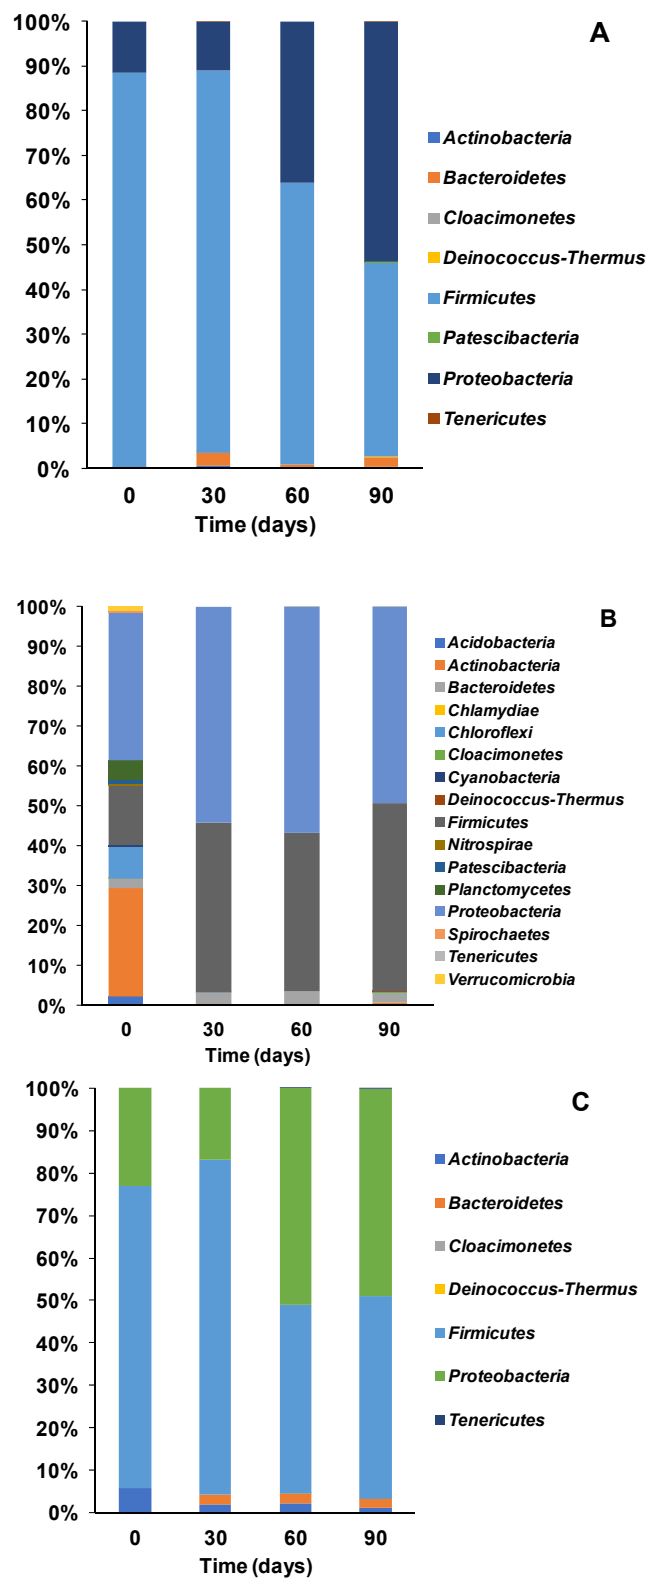 100%
90%
80%
70%
60%
50%
40%
30%
20%
10%
0%
0 30 60 90
Time (days)
A
Actinobacteria
Bacteroidetes
Cloacimonetes
Deinococcus-Thermus
Firmicutes
Patescibacteria
Proteobacteria
Tenericutes
100%
90%
80%
70%
60%
50%
40%
30%
20%
10%
0%
0 30 60 90
Time (days)
B
Acidobacteria
Actinobacteria
Bacteroidetes
Chlamydiae
Chloroflexi
Cloacimonetes
Cyanobacteria
Deinococcus-Thermus
Firmicutes
Nitrospirae
Patescibacteria
Planctomycetes
Proteobacteria
Spirochaetes
Tenericutes
Verrucomicrobia
100%
90%
80%
70%
60%
50%
40%
30%
20%
10%
0%
0 30 60 90
Time (days)
C
Actinobacteria
Bacteroidetes
Cloacimonetes
Deinococcus-Thermus
Firmicutes
Proteobacteria
Tenericutes